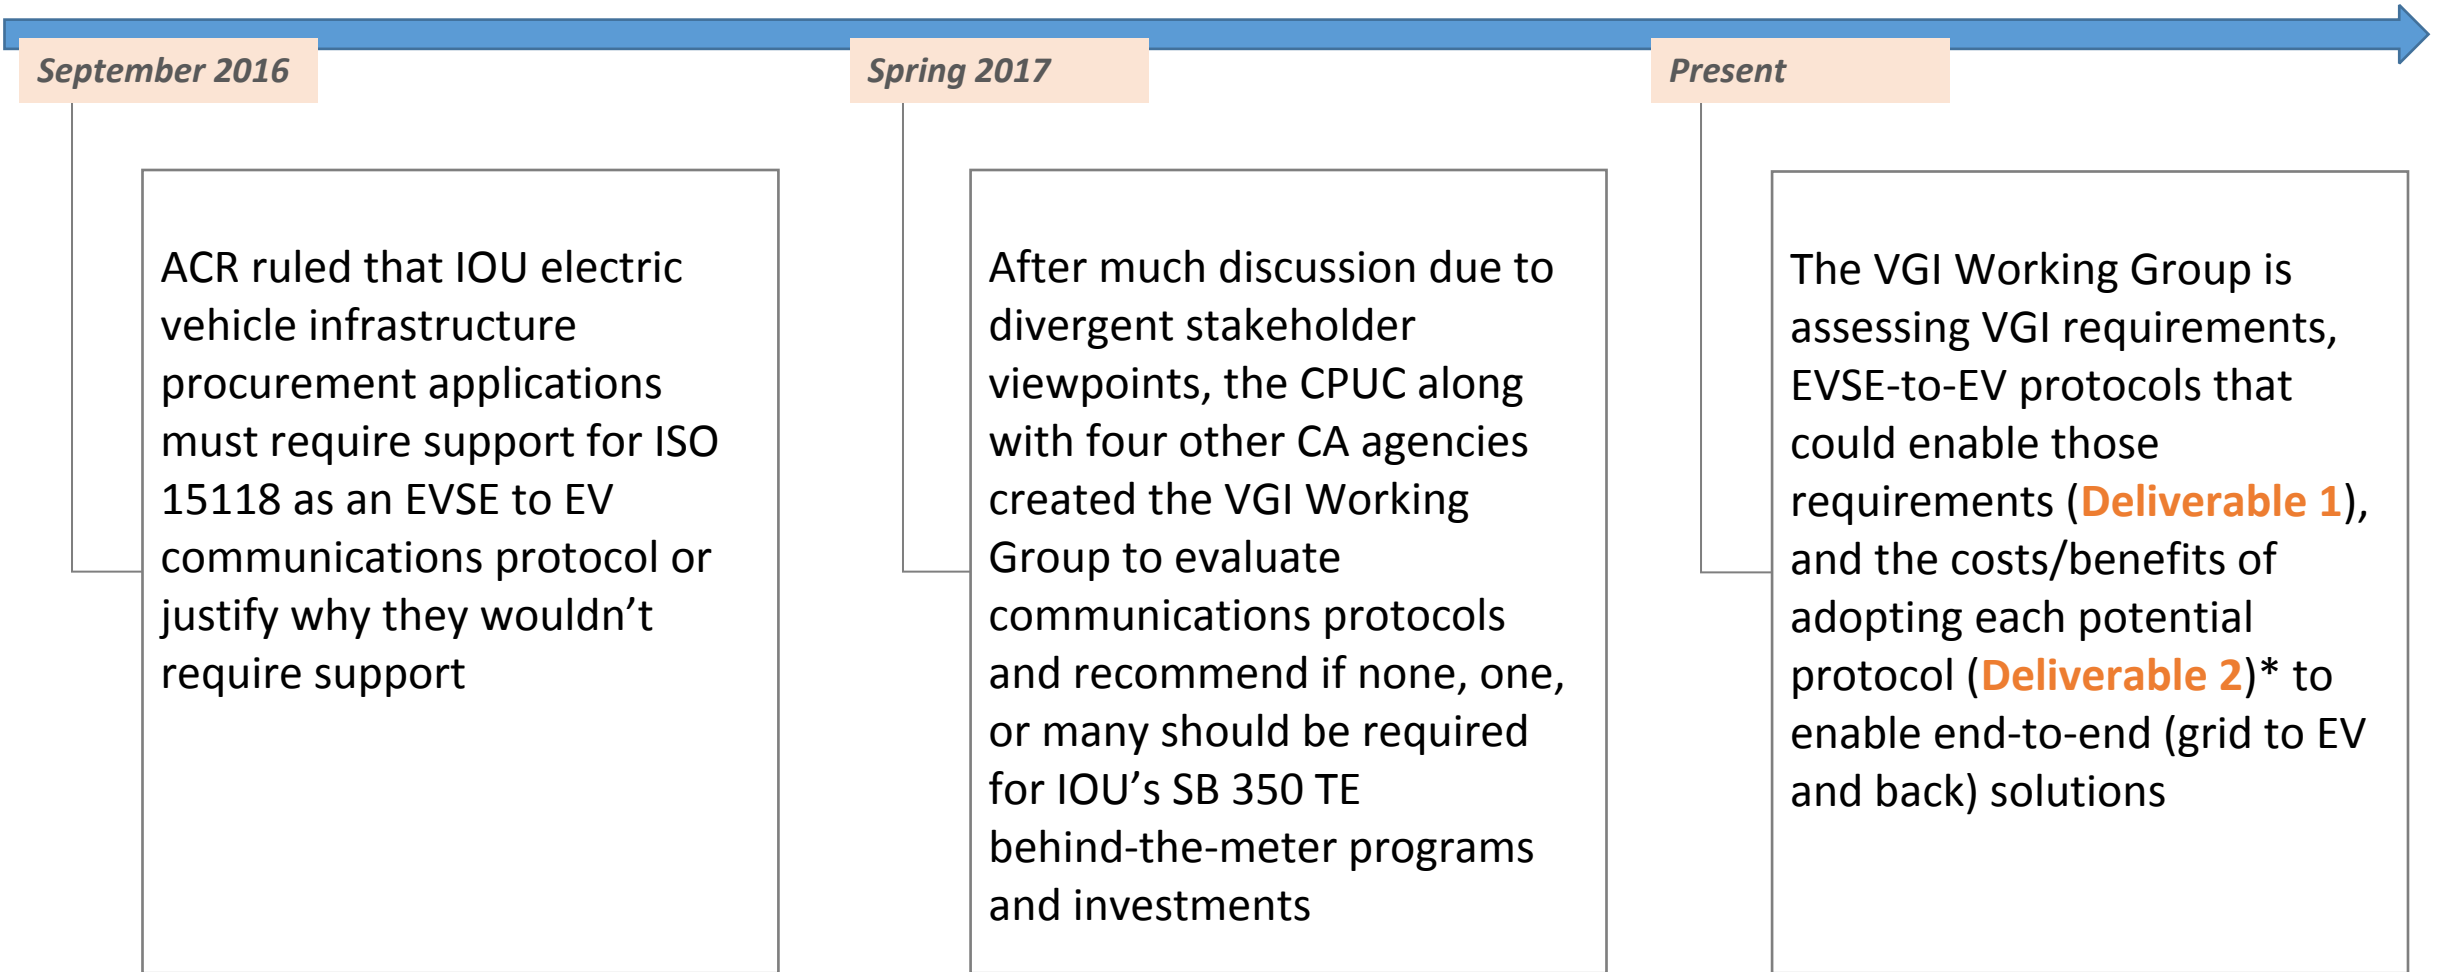 September 2016
Spring 2017
Present
ACR ruled that IOU electric
vehicle infrastructure
procurement applications
must require support for ISO
15118 as an EVSE to EV
communications protocol or
justify why they wouldn’t
require support
After much discussion due to
divergent stakeholder
viewpoints, the CPUC along
with four other CA agencies
created the VGI Working
Group to evaluate
communications protocols
and recommend if none, one,
or many should be required
for IOU’s SB 350 TE
behind-the-meter programs
and investments
The VGI Working Group is
assessing VGI requirements,
EVSE-to-EV protocols that
could enable those
requirements (Deliverable 1),
and the costs/benefits of
adopting each potential
protocol (Deliverable 2)* to
enable end-to-end (grid to EV
and back) solutions